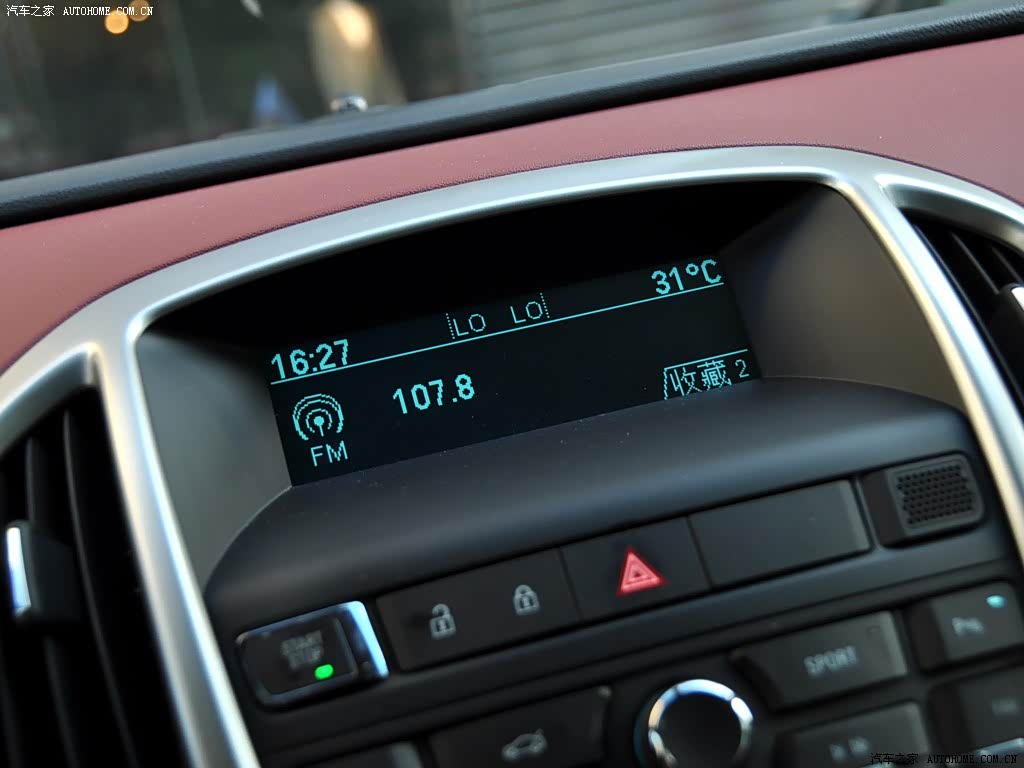 汽车之家 AUTOHOME.COM.CN
31°C
LO LO
16:27
107.8
收藏 2
FM
START
STOP
SPORT
汽车之家 AUTOHOME.COM.CN